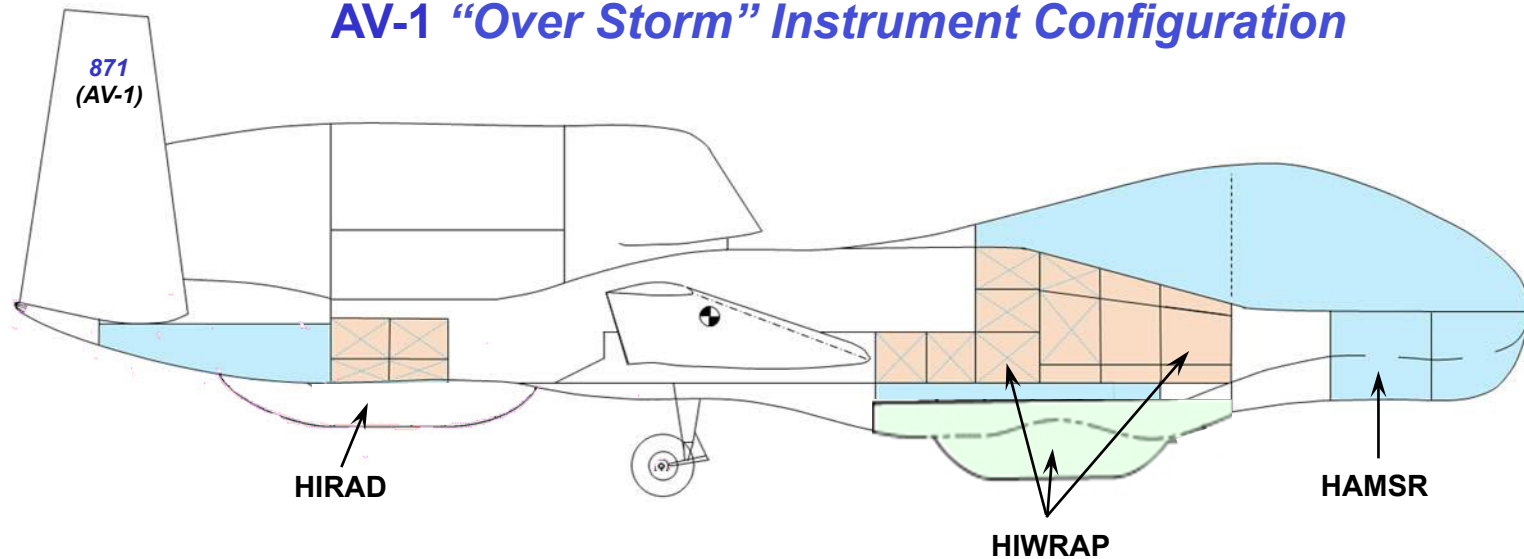 AV-1 “Over Storm” Instrument Configuration
871
(AV-1)
HIRAD
HAMSR
HIWRAP